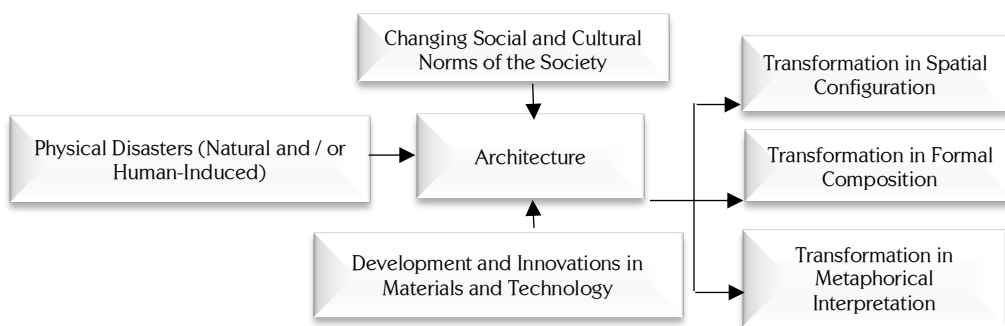 Changing Social and Cultural
Norms of the Society
Physical Disasters (Natural and / or
Human-Induced)
Architecture
Development and Innovations in
Materials and Technology
Transformation in Spatial
Configuration
Transformation in Formal
Composition
Transformation in
Metaphorical
Interpretation